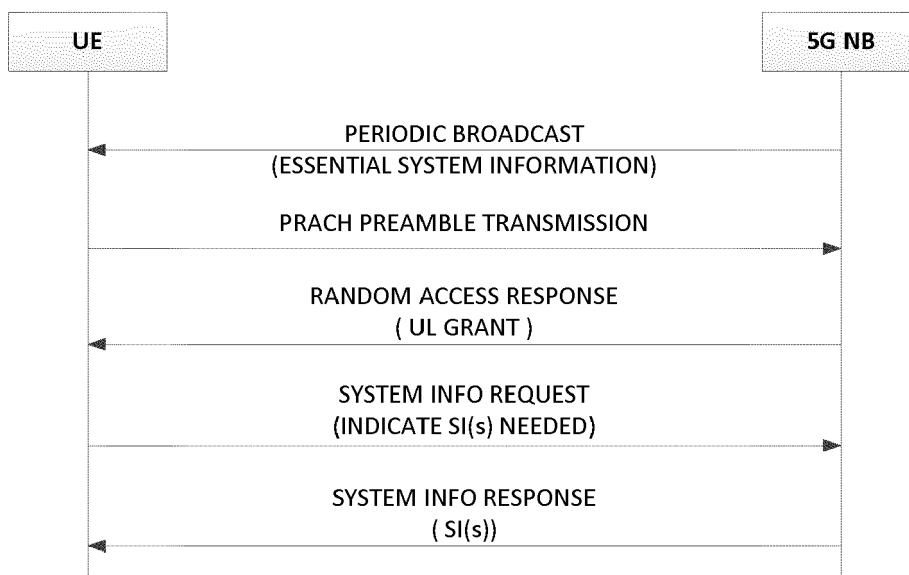 UE
5G NB
PERIODIC BROADCAST
(ESSENTIAL SYSTEM INFORMATION)
PRACH PREAMBLE TRANSMISSION
RANDOM ACCESS RESPONSE
( UL GRANT )
SYSTEM INFO REQUEST
(INDICATE SI(s) NEEDED)
SYSTEM INFO RESPONSE
( SI(s))